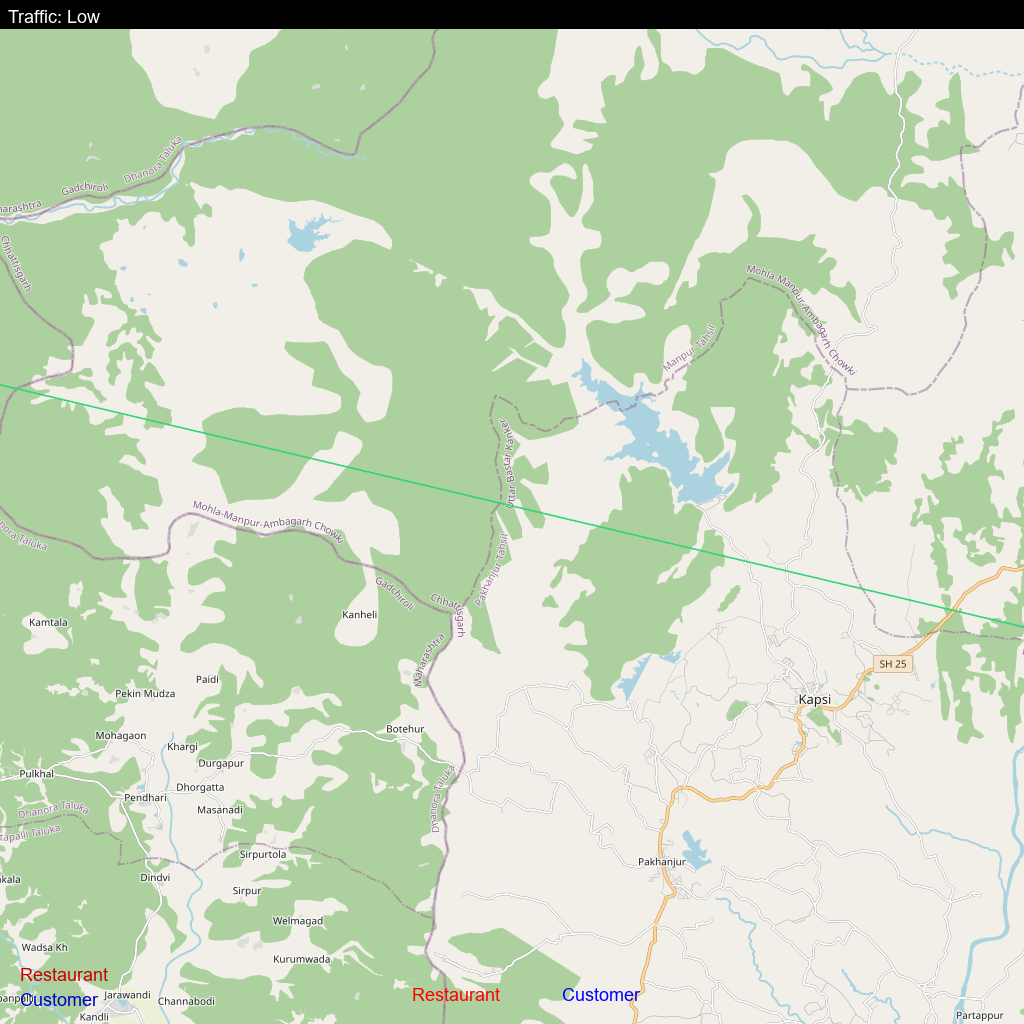 Traffic: Low
Dhanora Taluka
Gadchiroli
Chhattisgarh
Mohla-Manpur-Ambagarh Chowki
Manpur Tahsil
Uttar Bastar Kanker
Mohla-Manpur-Ambagarh Chowki
Pakhanjur Tahsil
Gadchiroli
Chhattisgarh
Kanheli
Kamtala
Maharashtra
SH 25
Paidi
Pekin Mudza
Kapsi
Botehur
Mohagaon
Khargi
Durgapur
Pulkhal
Dhorgatta
Pendhari
Masanadi
Dhanora Taluka
Dhanora Taluka
Sirpurtola
Pakhanjur
Dindvi
Sirpur
Welmagad
Wadsa Kh
Kurumwada
Restaurant
Customer
Jarawandi
Channabodi
Restaurant
Customer
Kandli
Partappur